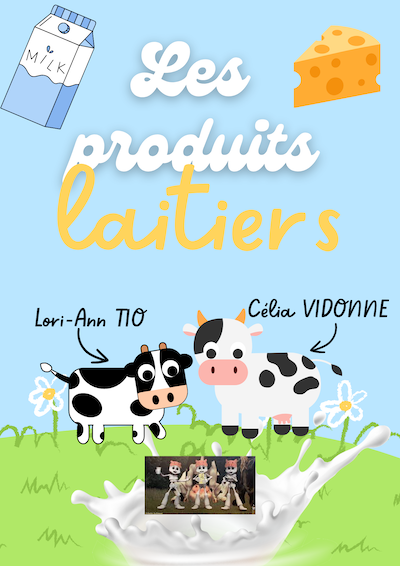 MILK
Les
produits
laitiers
Lori-Ann TIO
Célia VIDONNE